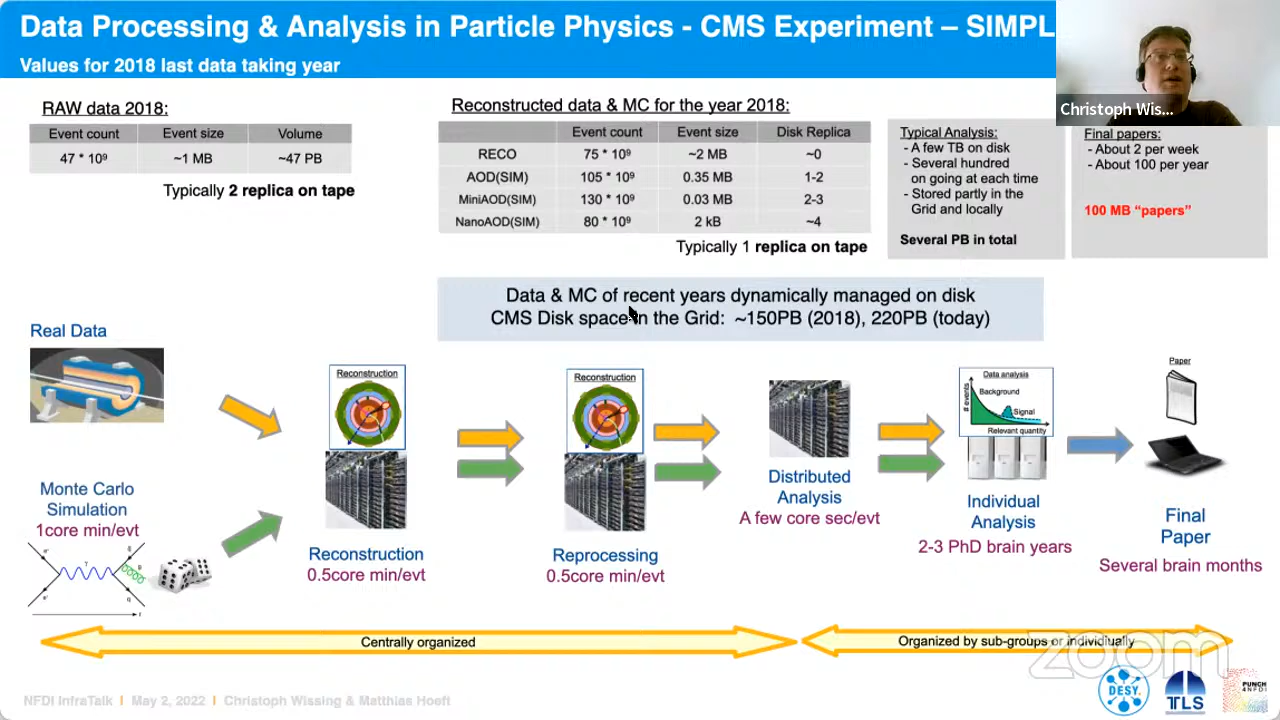 Data Processing & Analysis in Particle Physics - CMS Experiment – SIMPL
Values for 2018 last data taking year
Christoph Wis...
RAW data 2018:
Event count Event size Volume
47 * 10⁹ ~1 MB ~47 PB
Typically 2 replica on tape
Reconstructed data & MC for the year 2018:
Event count Event size Disk Replica
RECO 75 * 10⁹ ~2 MB ~0
AOD(SIM) 105 * 10⁹ 0.35 MB 1-2
MiniAOD(SIM) 130 * 10⁹ 0.03 MB 2-3
NanoAOD(SIM) 80 * 10⁹ 2 kB ~4
Typically 1 replica on tape
Typical Analysis:
- A few TB on disk
- Several hundred
on going at each time
- Stored partly in the
Grid and locally
Several PB in total
Final papers:
- About 2 per week
- About 100 per year
100 MB “papers”
Data & MC of recent years dynamically managed on disk
CMS Disk space in the Grid: ~150PB (2018), 220PB (today)
Real Data
Monte Carlo
Simulation
1core min/evt
Reconstruction
Reconstruction
0.5core min/evt
Reconstruction
Reprocessing
0.5core min/evt
Distributed
Analysis
A few core sec/evt
Data analysis
# events
Background
Signal
Relevant quantity
Individual
Analysis
2-3 PhD brain years
Paper
Final
Paper
Several brain months
Centrally organized
Organized by sub-groups or individiually
zoom
NFDI InfraTalk | May 2, 2022 | Christoph Wissing & Matthias Hoeft
DESY.
TLS
PUNCH
4NFDI